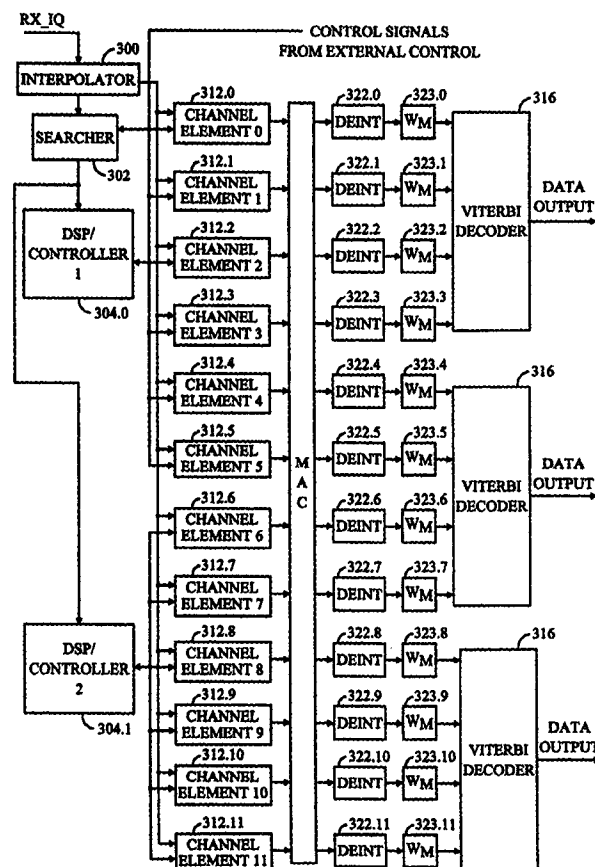 RX_IQ
CONTROL SIGNALS
FROM EXTERNAL CONTROL
300
INTERPOLATOR
SEARCHER
302
DSP/
CONTROLLER
1
304.0
DSP/
CONTROLLER
2
304.1
312.0
CHANNEL
ELEMENT 0
312.1
CHANNEL
ELEMENT 1
312.2
CHANNEL
ELEMENT 2
312.3
CHANNEL
ELEMENT 3
312.4
CHANNEL
ELEMENT 4
312.5
CHANNEL
ELEMENT 5
312.6
CHANNEL
ELEMENT 6
312.7
CHANNEL
ELEMENT 7
312.8
CHANNEL
ELEMENT 8
312.9
CHANNEL
ELEMENT 9
312.10
CHANNEL
ELEMENT 10
312.11
CHANNEL
ELEMENT 11
M
A
C
322.0 323.0
DEINT WM
322.1 323.1
DEINT WM
322.2 323.2
DEINT WM
322.3 323.3
DEINT WM
322.4 323.4
DEINT WM
322.5 323.5
DEINT WM
322.6 323.6
DEINT WM
322.7 323.7
DEINT WM
322.8 323.8
DEINT WM
322.9 323.9
DEINT WM
322.10 323.10
DEINT WM
322.11 323.11
DEINT WM
316
VITERBI
DECODER
DATA
OUTPUT
316
VITERBI
DECODER
DATA
OUTPUT
316
VITERBI
DECODER
DATA
OUTPUT